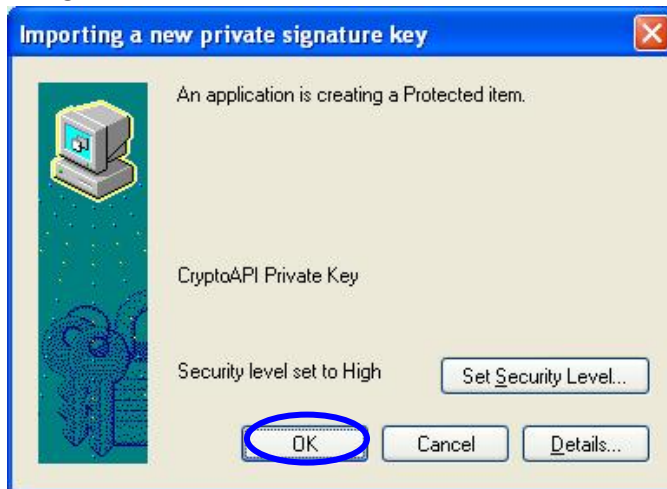 Importing a new private signature key
An application is creating a Protected item.
CryptoAPI Private Key
Security level set to High
Set Security Level...
OK Cancel Details...